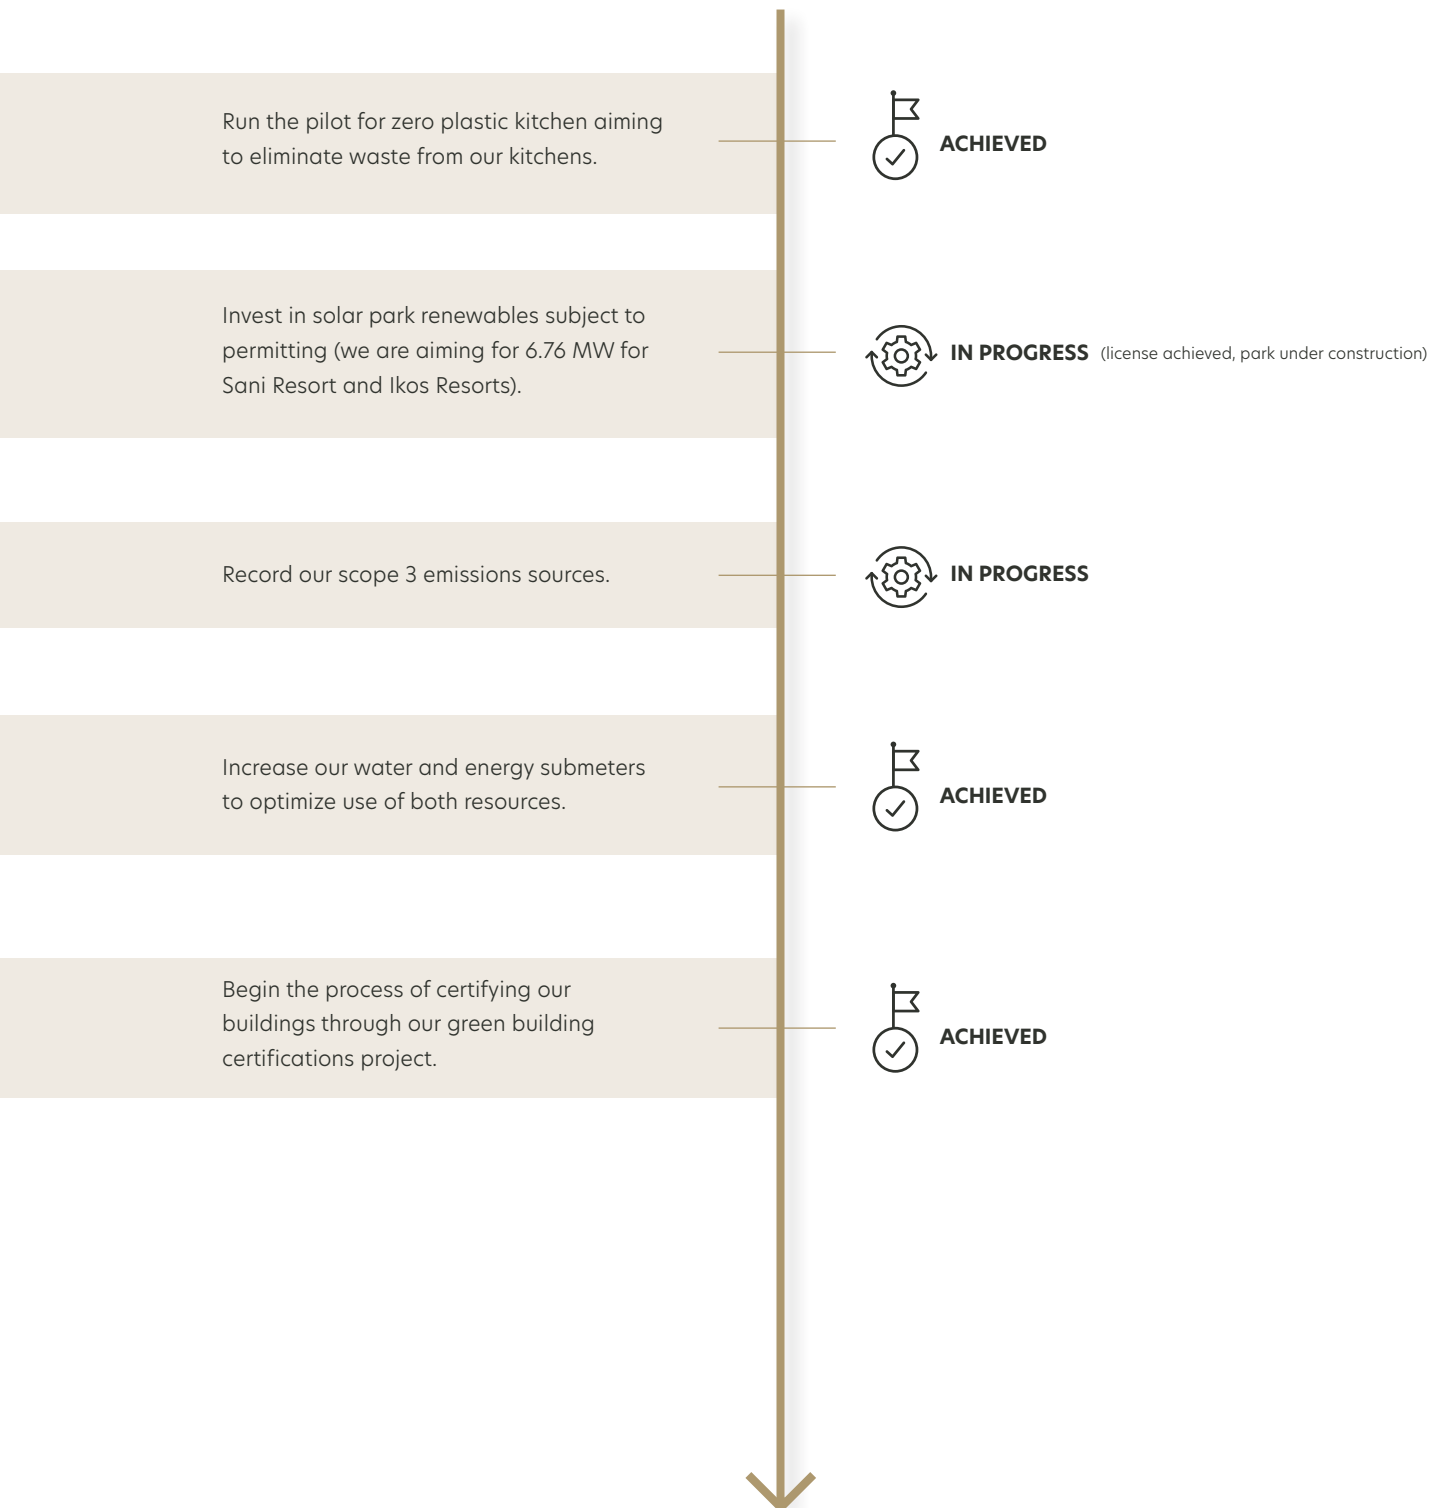 Run the pilot for zero plastic kitchen aiming
to eliminate waste from our kitchens.
ACHIEVED
Invest in solar park renewables subject to
permitting (we are aiming for 6.76 MW for
Sani Resort and Ikos Resorts).
IN PROGRESS (license achieved, park under construction)
Record our scope 3 emissions sources.
IN PROGRESS
Increase our water and energy submeters
to optimize use of both resources.
ACHIEVED
Begin the process of certifying our
buildings through our green building
certifications project.
ACHIEVED